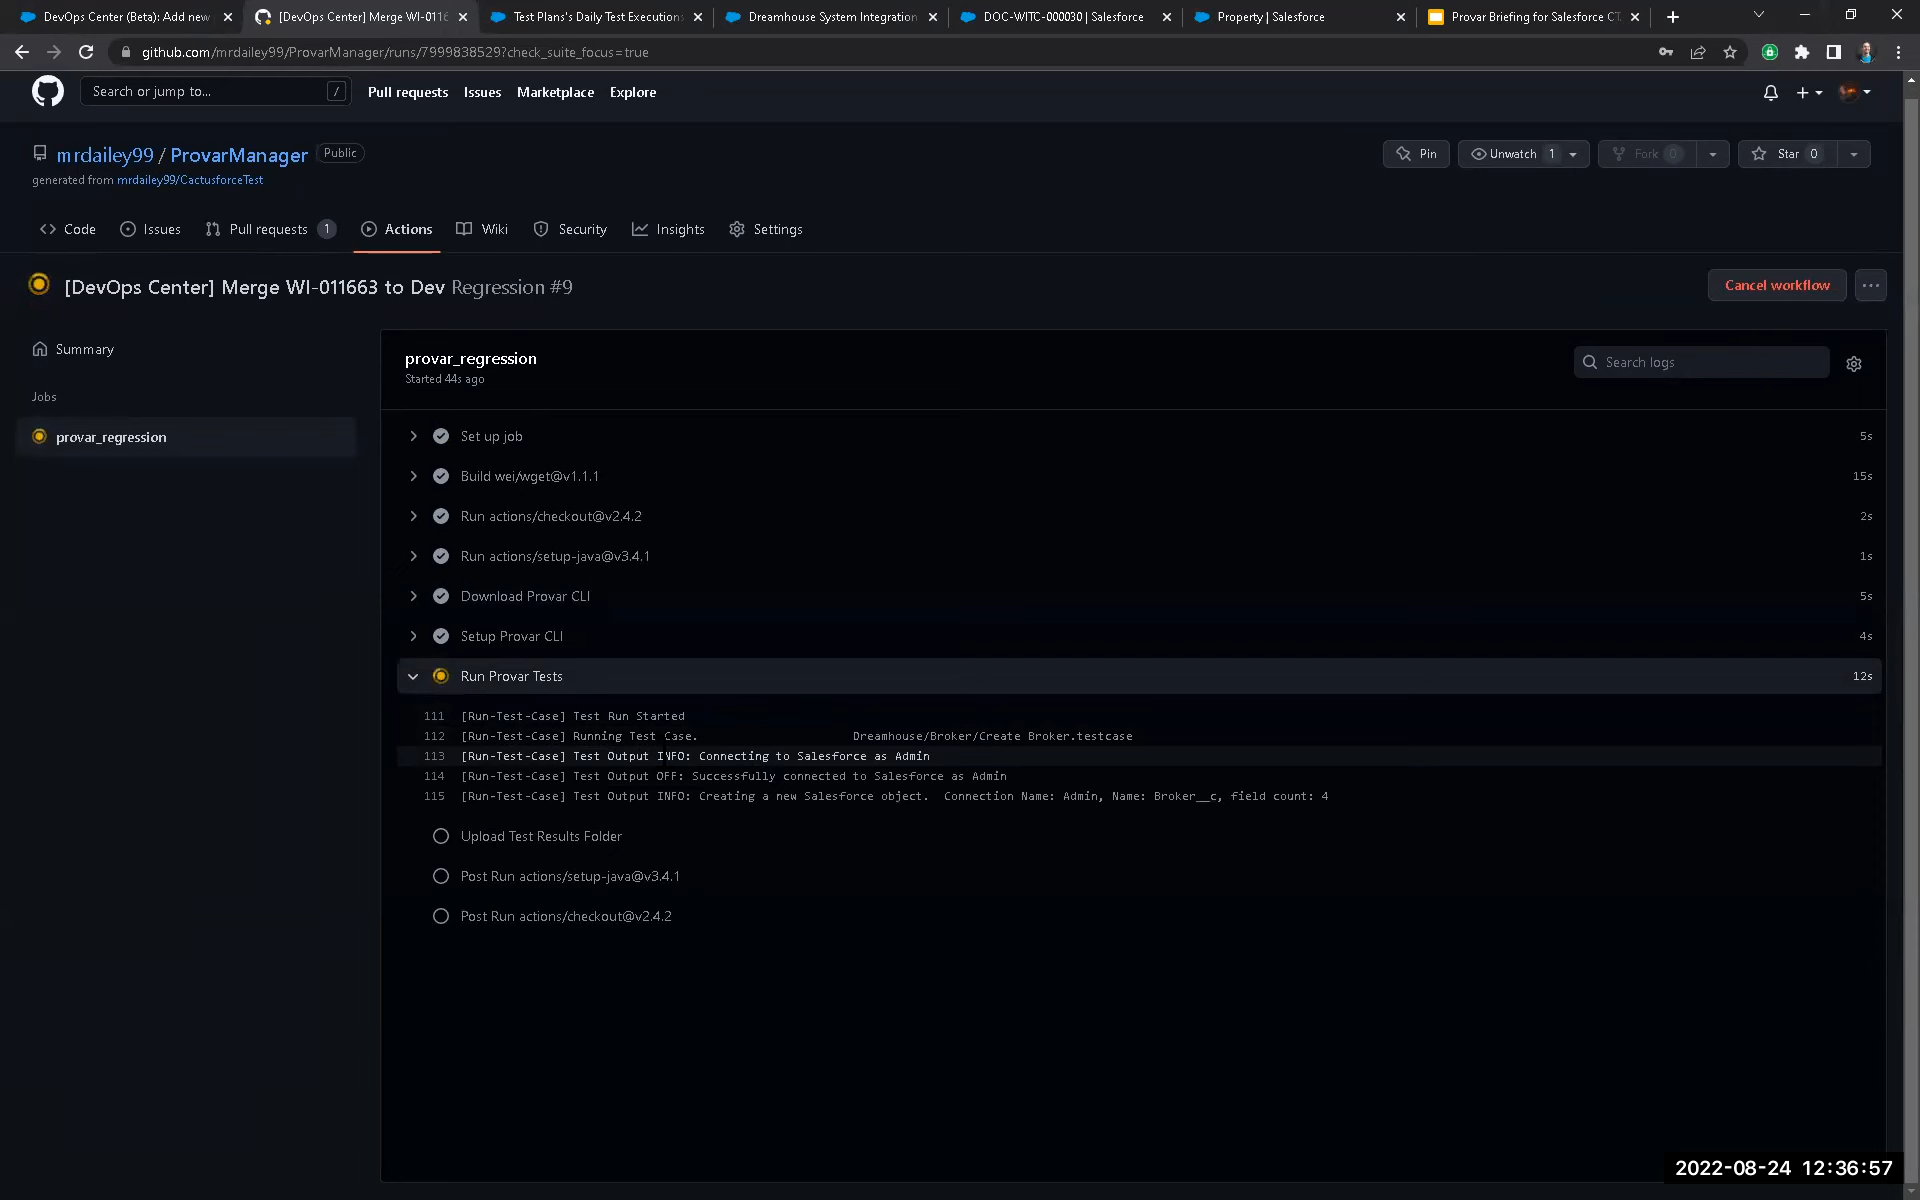 DevOps Center (Beta): Add new
[DevOps Center] Merge WI-0116
Test Plans's Daily Test Executions
Dreamhouse System Integration
DOC-WITC-000030 | Salesforce
Property | Salesforce
Provar Briefing for Salesforce CT
github.com/mrdailey99/ProvarManager/runs/7999838529?check_suite_focus=true
Search or jump to... /
Pull requests Issues Marketplace Explore
mrdailey99 / ProvarManager Public
Pin
Unwatch 1
Fork 0
Star 0
generated from mrdailey99/CactusforceTest
Code
Issues
Pull requests 1
Actions
Wiki
Security
Insights
Settings
[DevOps Center] Merge WI-011663 to Dev Regression #9
Cancel workflow
Summary
Jobs
provar_regression
provar_regression
Started 44s ago
Search logs
Set up job 5s
Build wei/wget@v1.1.1 15s
Run actions/checkout@v2.4.2 2s
Run actions/setup-java@v3.4.1 1s
Download Provar CLI 5s
Setup Provar CLI 4s
Run Provar Tests 12s
111 [Run-Test-Case] Test Run Started
112 [Run-Test-Case] Running Test Case. Dreamhouse/Broker/Create Broker.testcase
113 [Run-Test-Case] Test Output INFO: Connecting to Salesforce as Admin
114 [Run-Test-Case] Test Output OFF: Successfully connected to Salesforce as Admin
115 [Run-Test-Case] Test Output INFO: Creating a new Salesforce object. Connection Name: Admin, Name: Broker__c, field count: 4
Upload Test Results Folder
Post Run actions/setup-java@v3.4.1
Post Run actions/checkout@v2.4.2
2022-08-24 12:36:57